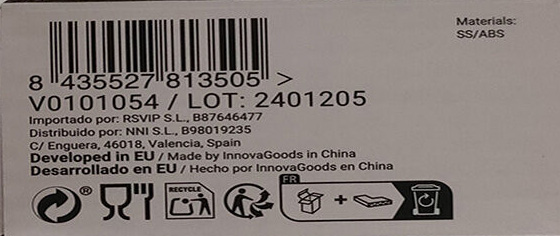 Materials:
SS/ABS
8 435527 813505 >
V0101054 / LOT: 2401205
Importado por: RSVIP S.L., B87646477
Distribuido por: NNI S.L., B98019235
C/ Enguera, 46018, Valencia, Spain
Developed in EU / Made by InnovaGoods in China
Desarrollado en EU / Hecho por InnovaGoods en China
®
RECYCLE
FR
+